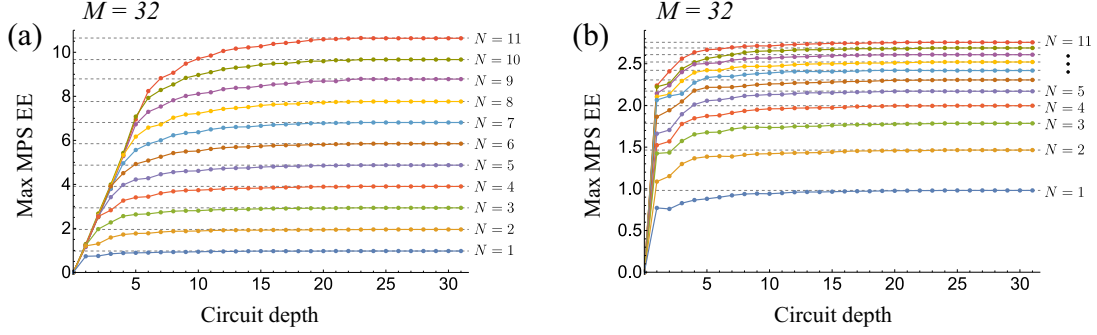 M = 32
(a)
Max MPS EE
10
8
6
4
2
0
5 10 15 20 25 30
Circuit depth
N = 11
N = 10
N = 9
N = 8
N = 7
N = 6
N = 5
N = 4
N = 3
N = 2
N = 1
M = 32
(b)
Max MPS EE
2.5
2.0
1.5
1.0
0.5
0.0
5 10 15 20 25 30
Circuit depth
N = 11
⋮
N = 5
N = 4
N = 3
N = 2
N = 1